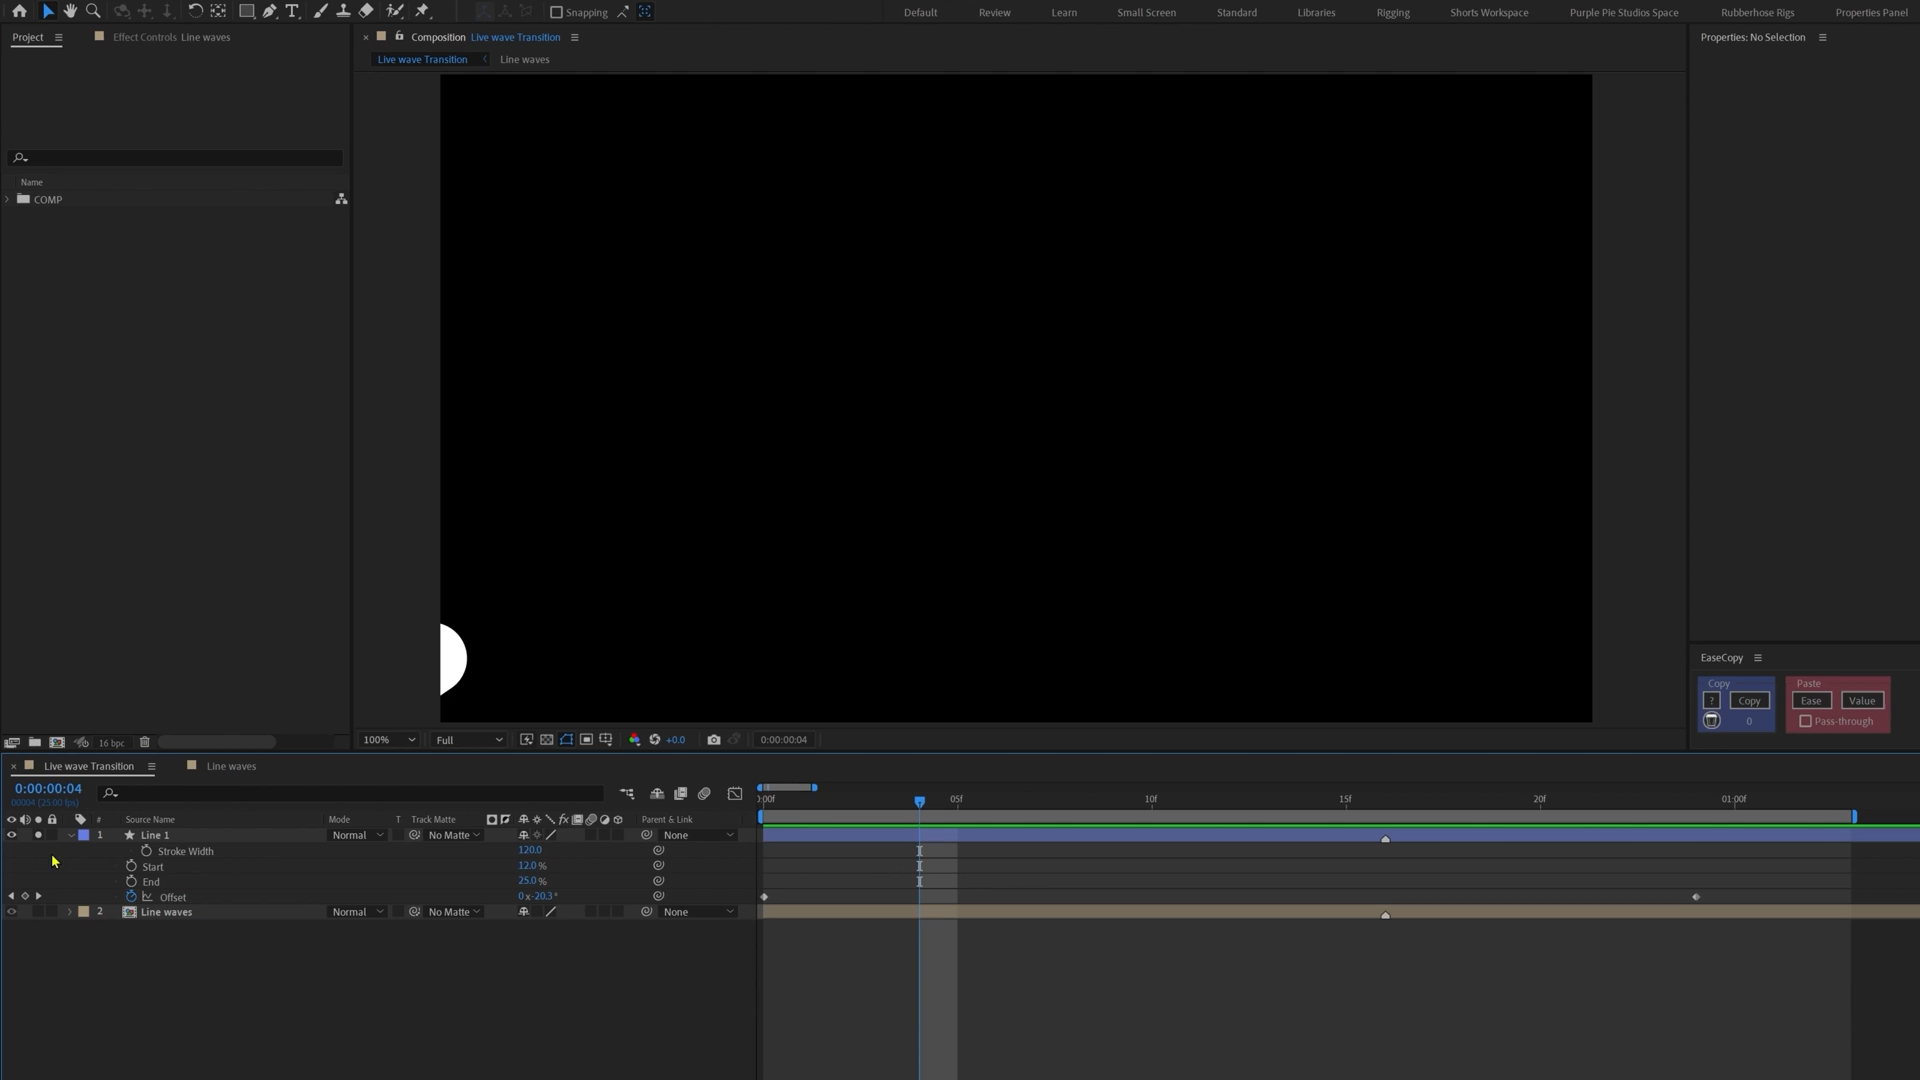 Snapping
Default
Review
Learn
Small Screen
Standard
Libraries
Rigging
Shorts Workspace
Purple Pie Studios Space
Rubberhose Rigs
Properties Panel
Project
Effect Controls Line waves
Composition Live wave Transition
Properties: No Selection
Live wave Transition
Line waves
Name
COMP
EaseCopy
Copy
Paste
?
Copy
Ease
Value
0
Pass-through
16 bpc
100%
Full
+0.0
0:00:00:04
Live wave Transition
Line waves
0:00:00:04
00004 (25.00 fps)
0:00f
05f
10f
15f
20f
01:00f
#
Source Name
Mode
T
Track Matte
fx
Parent & Link
1
Line 1
Normal
No Matte
None
Stroke Width
120.0
Start
12.0 %
End
25.0 %
Offset
0 x-20.3 °
2
Line waves
Normal
No Matte
None